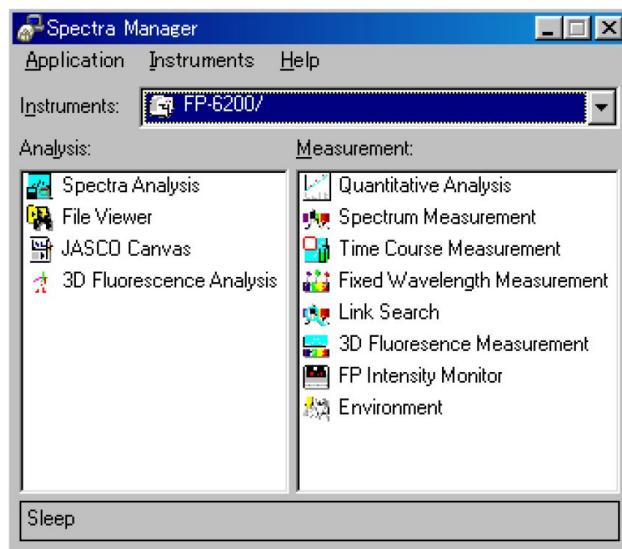 Spectra Manager
Application Instruments Help
Instruments: FP-6200/
Analysis:
Spectra Analysis
File Viewer
JASCO Canvas
3D Fluorescence Analysis
Measurement:
Quantitative Analysis
Spectrum Measurement
Time Course Measurement
Fixed Wavelength Measurement
Link Search
3D Fluoresence Measurement
FP Intensity Monitor
Environment
Sleep